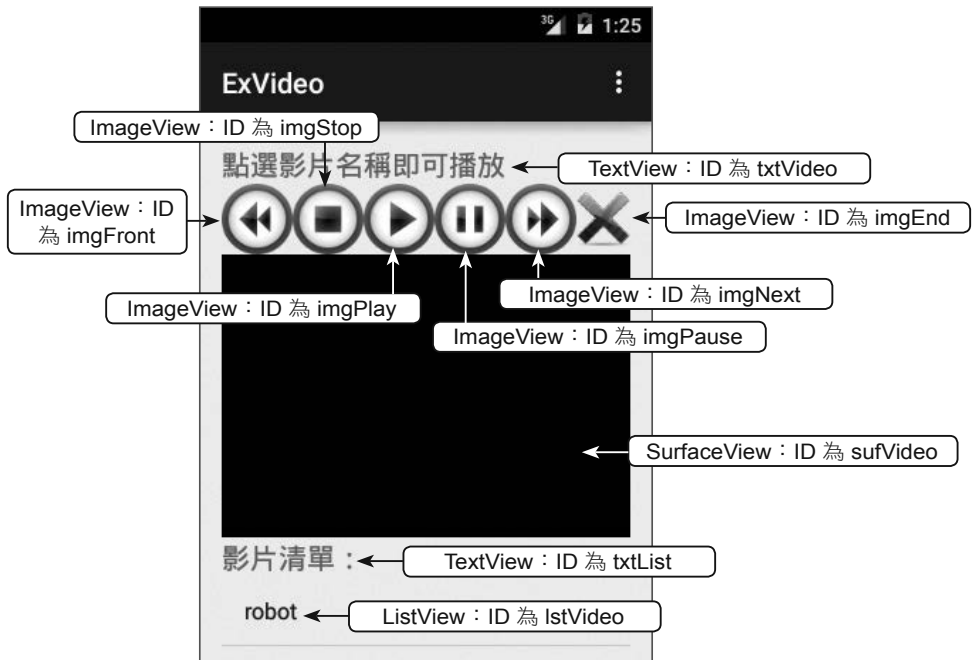 3G 1:25
ExVideo
ImageView：ID 為 imgStop
點選影片名稱即可播放
TextView：ID 為 txtVideo
ImageView：ID
為 imgFront
ImageView：ID 為 imgEnd
ImageView：ID 為 imgPlay
ImageView：ID 為 imgNext
ImageView：ID 為 imgPause
SurfaceView：ID 為 sufVideo
影片清單：
TextView：ID 為 txtList
robot
ListView：ID 為 lstVideo